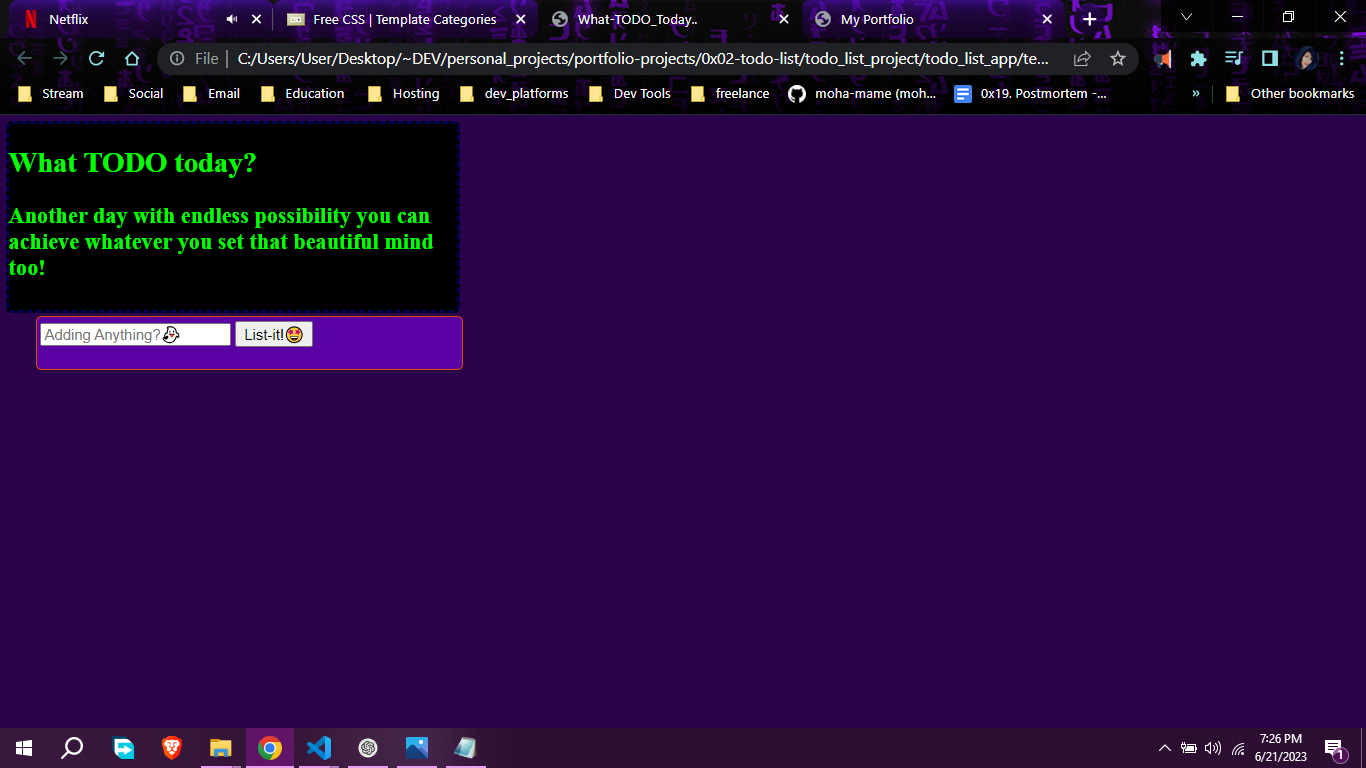 Netflix
Free CSS | Template Categories
What-TODO_Today..
My Portfolio
File | C:/Users/User/Desktop/~DEV/personal_projects/portfolio-projects/0x02-todo-list/todo_list_project/todo_list_app/te...
Stream Social Email Education Hosting dev_platforms Dev Tools freelance moha-mame (moh... 0x19. Postmortem -... » Other bookmarks
What TODO today?
Another day with endless possibility you can
achieve whatever you set that beautiful mind
too!
Adding Anything?👻 List-it!🤩
7:26 PM
6/21/2023
1